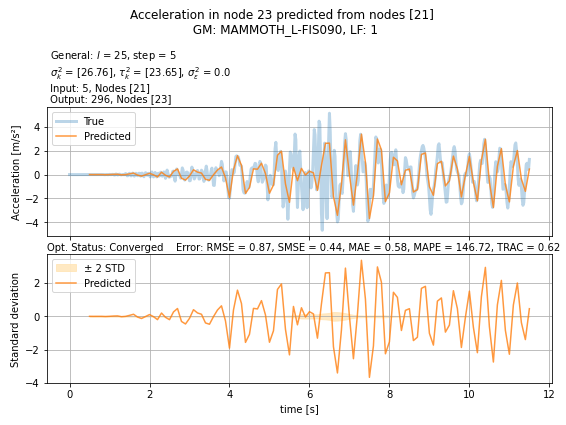 Acceleration in node 23 predicted from nodes [21]
GM: MAMMOTH_L-FIS090, LF: 1
General: l = 25, step = 5
σ²ₖ = [26.76], τ²ₖ = [23.65], σ²ε = 0.0
Input: 5, Nodes [21]
Output: 296, Nodes [23]
True
Predicted
Acceleration [m/s²]
4
2
0
−2
−4
Opt. Status: Converged Error: RMSE = 0.87, SMSE = 0.44, MAE = 0.58, MAPE = 146.72, TRAC = 0.62
± 2 STD
Predicted
Standard deviation
2
0
−2
−4
0 2 4 6 8 10 12
time [s]